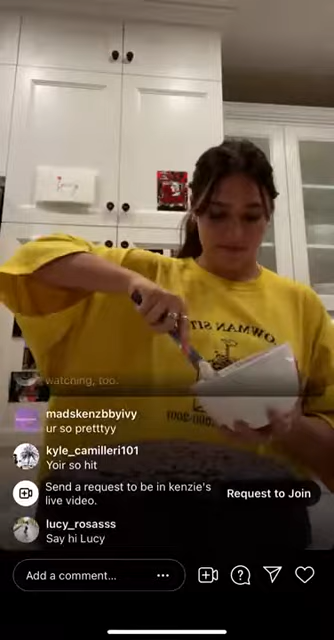 watching, too.
madskenzbbyivy
ur so pretttyy
kyle_camilleri101
Yoir so hit
Send a request to be in kenzie's
live video.
Request to Join
lucy_rosasss
Say hi Lucy
Add a comment...